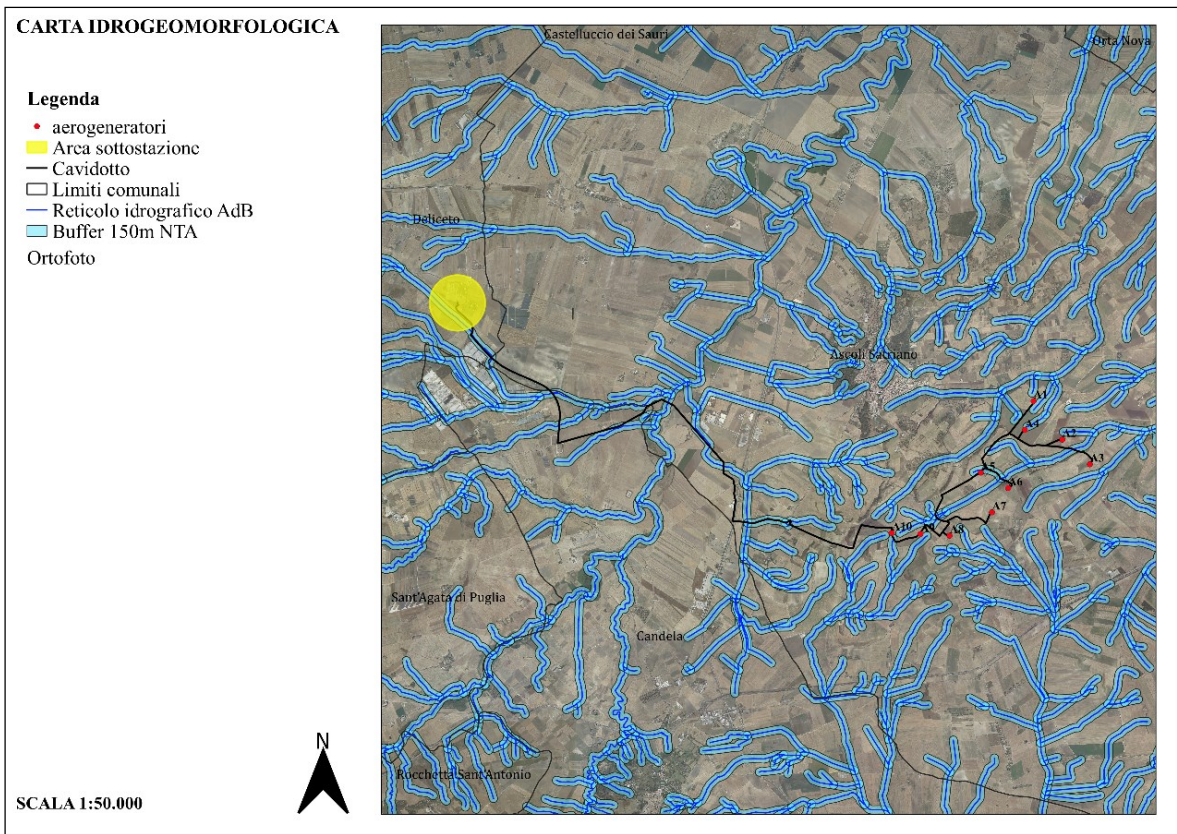 CARTA IDROGEOMORFOLOGICA
Legenda
aerogeneratori
Area sottostazione
Cavidotto
Limiti comunali
Reticolo idrografico AdB
Buffer 150m NTA
Ortofoto
N
SCALA 1:50.000
Castelluccio dei Sauri
Orta Nova
Deliceto
Ascoli Satriano
A1
A4
A2
A3
A5
A6
A7
A10
A9
A8
Sant'Agata di Puglia
Candela
Rocchetta Sant'Antonio